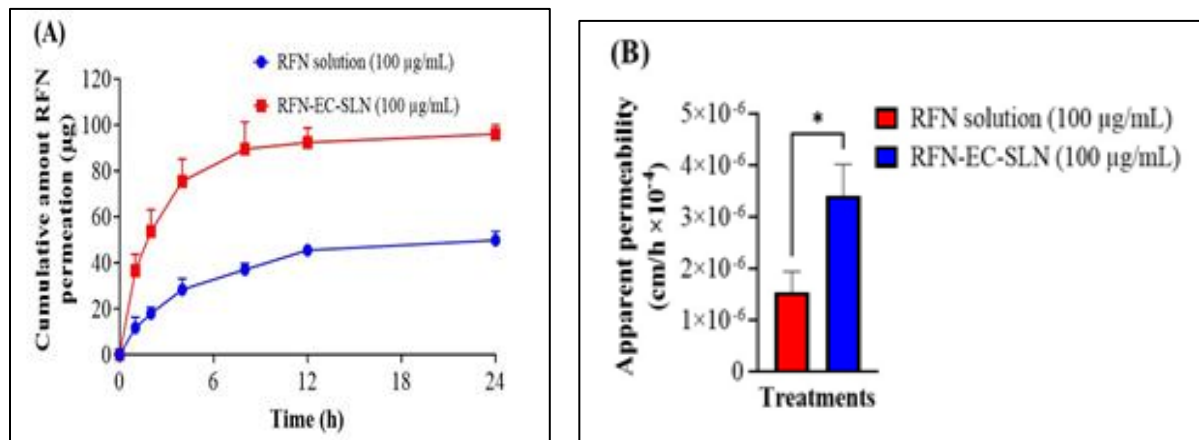 (A)
RFN solution (100 µg/mL)
RFN-EC-SLN (100 µg/mL)
Cumulative amout RFN
permeation (µg)
120
100
80
60
40
20
0
0
6
12
18
24
Time (h)
(B)
RFN solution (100 µg/mL)
RFN-EC-SLN (100 µg/mL)
*
Apparent permeability
(cm/h ×10⁻⁴)
5×10⁻⁶
4×10⁻⁶
3×10⁻⁶
2×10⁻⁶
1×10⁻⁶
0
Treatments